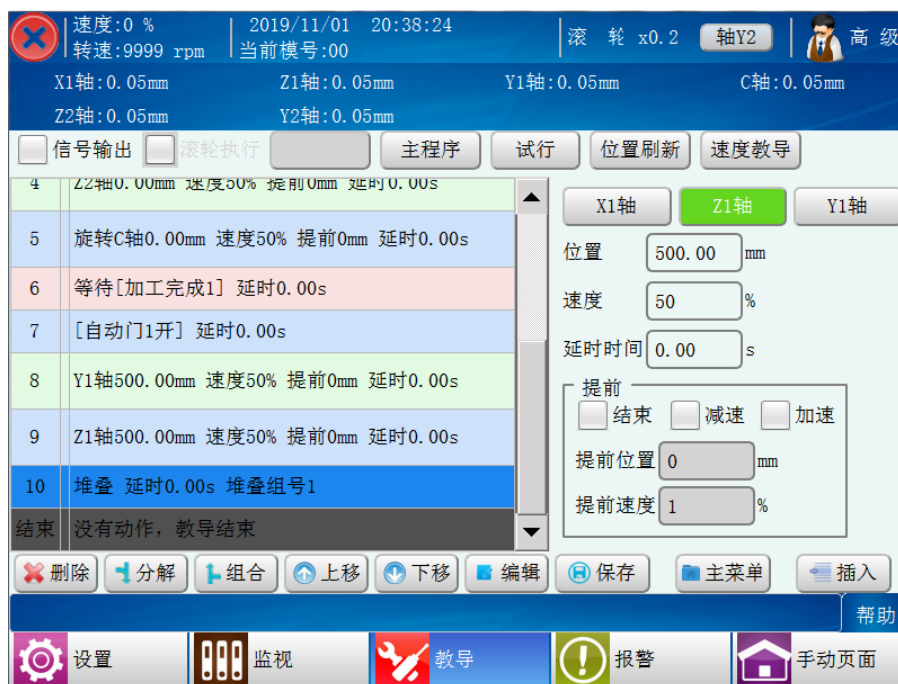 速度:0 % 2019/11/01 20:38:24 滚 轮 x0.2 轴Y2 高 级
转速:9999 rpm 当前模号:00
X1轴:0.05mm Z1轴:0.05mm Y1轴:0.05mm C轴:0.05mm
Z2轴:0.05mm Y2轴:0.05mm
信号输出 滚轮执行 主程序 试行 位置刷新 速度教导
4 Z2轴0.00mm 速度50% 提前0mm 延时0.00s
5 旋转C轴0.00mm 速度50% 提前0mm 延时0.00s
6 等待[加工完成1] 延时0.00s
7 [自动门1开] 延时0.00s
8 Y1轴500.00mm 速度50% 提前0mm 延时0.00s
9 Z1轴500.00mm 速度50% 提前0mm 延时0.00s
10 堆叠 延时0.00s 堆叠组号1
结束 没有动作，教导结束
X1轴 Z1轴 Y1轴
位置 500.00 mm
速度 50 %
延时时间 0.00 s
提前
结束 减速 加速
提前位置 0 mm
提前速度 1 %
删除 分解 组合 上移 下移 编辑 保存 主菜单 插入
帮助
设置 监视 教导 报警 手动页面